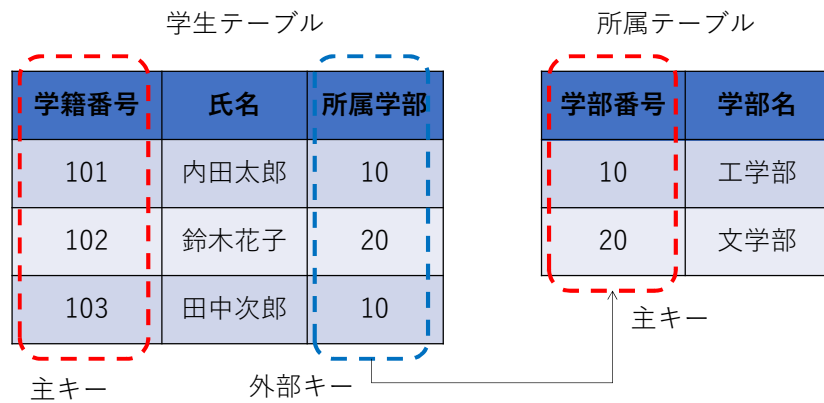 学生テーブル
学籍番号 氏名 所属学部
101 内田太郎 10
102 鈴木花子 20
103 田中次郎 10
主キー 外部キー
所属テーブル
学部番号 学部名
10 工学部
20 文学部
主キー